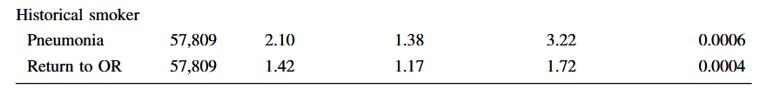 Historical smoker
Pneumonia 57,809 2.10 1.38 3.22 0.0006
Return to OR 57,809 1.42 1.17 1.72 0.0004